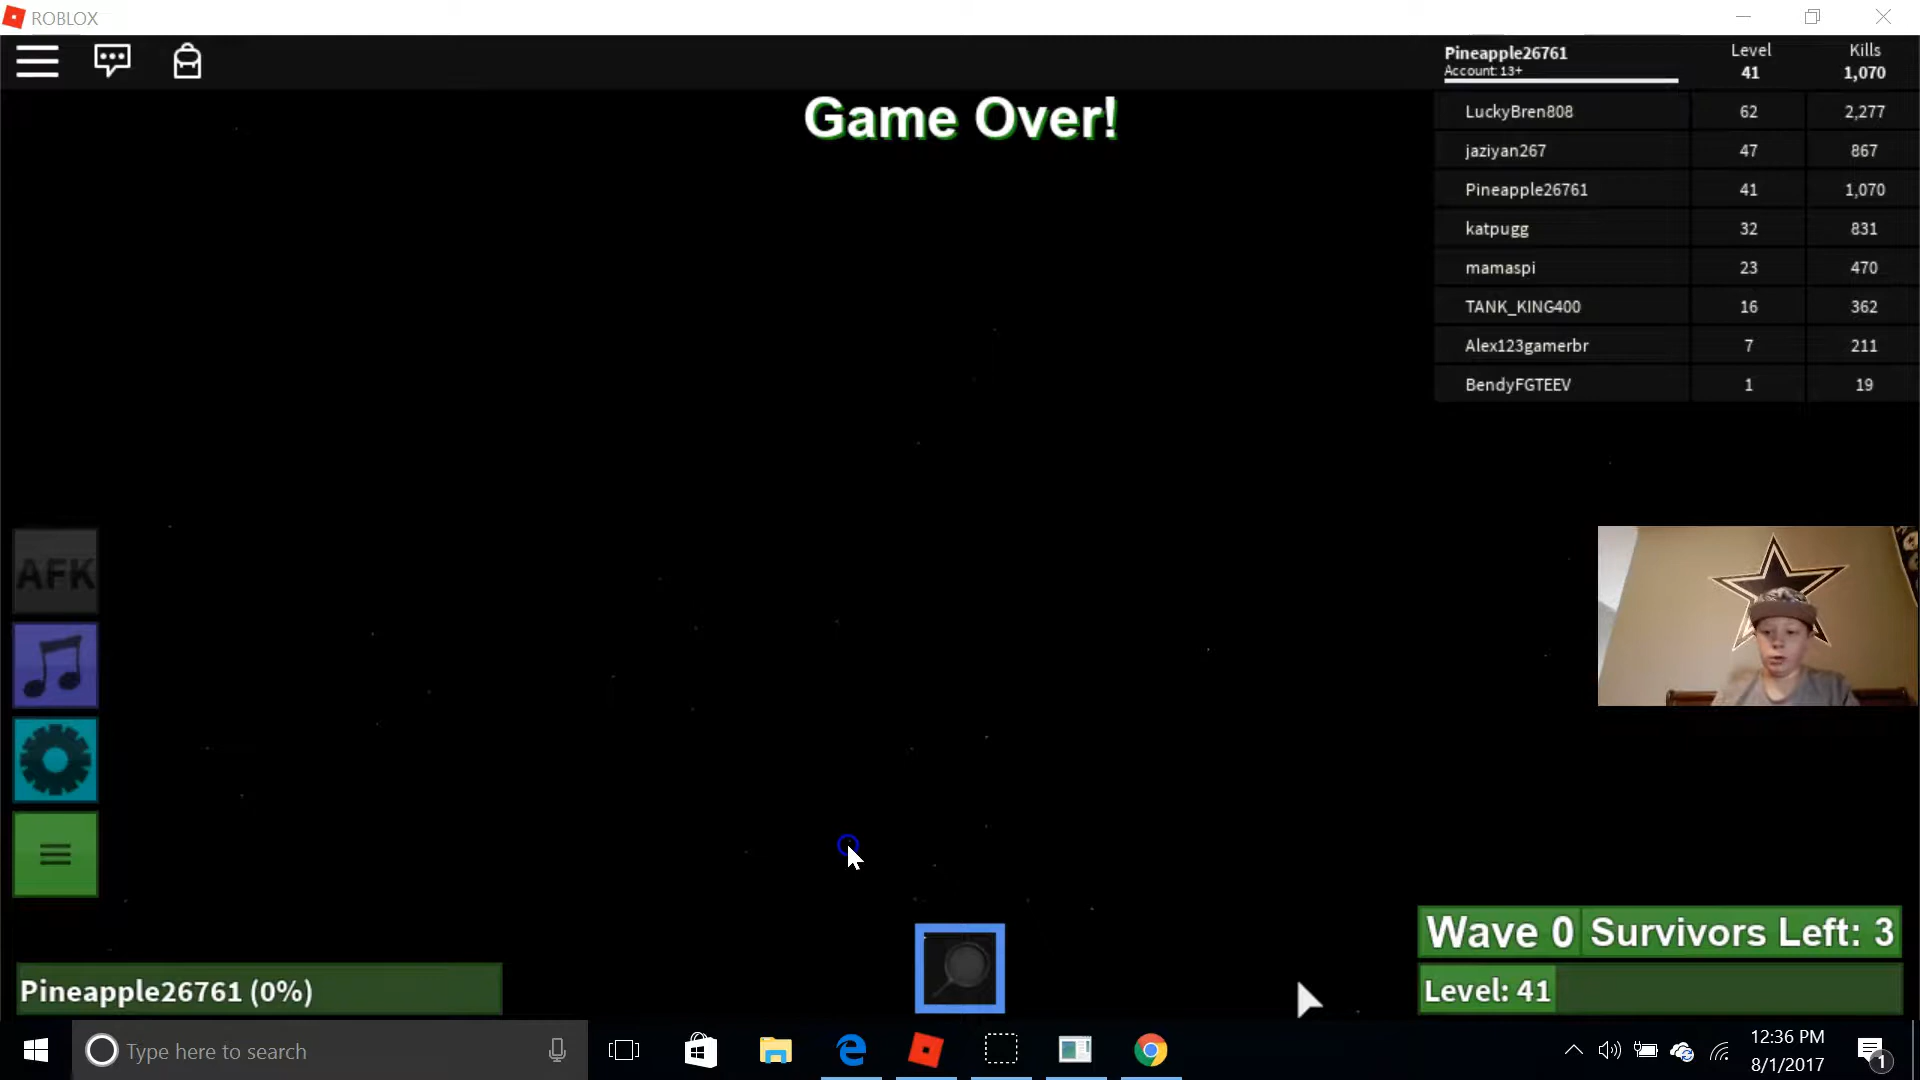 ROBLOX
Pineapple26761
Account: 13+
Level
41
Kills
1,070
Game Over!
LuckyBren808 62 2,277
jaziyan267 47 867
Pineapple26761 41 1,070
katpugg 32 831
mamaspi 23 470
TANK_KING400 16 362
Alex123gamerbr 7 211
BendyFGTEEV 1 19
AFK
Wave 0 Survivors Left: 3
Pineapple26761 (0%)
Level: 41
Type here to search
12:36 PM
8/1/2017
1